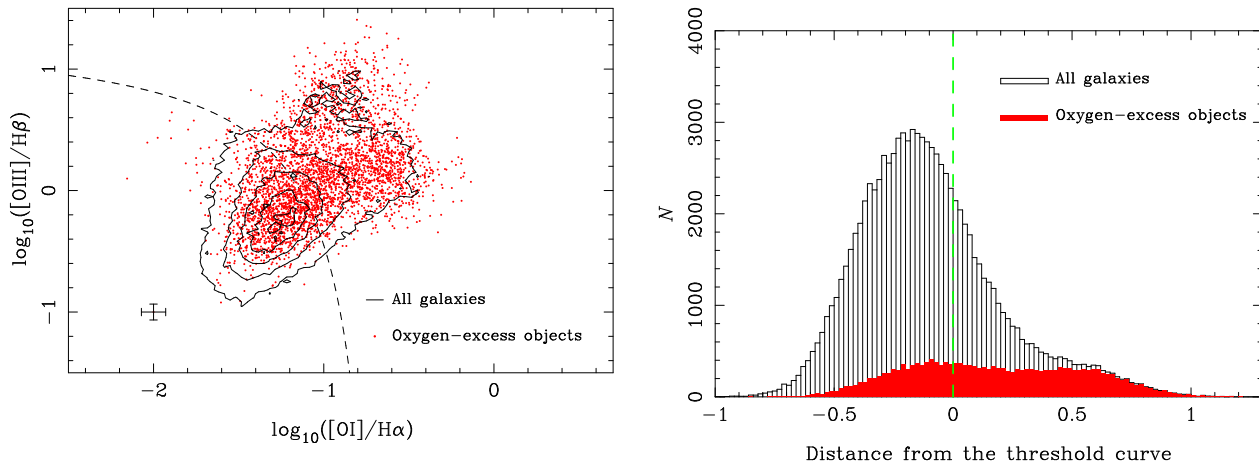 log10([OIII]/Hβ)
1
0
−1
All galaxies
Oxygen−excess objects
−2
−1
0
log10([OI]/Hα)
N
4000
3000
2000
1000
0
All galaxies
Oxygen−excess objects
−1
−0.5
0
0.5
1
Distance from the threshold curve